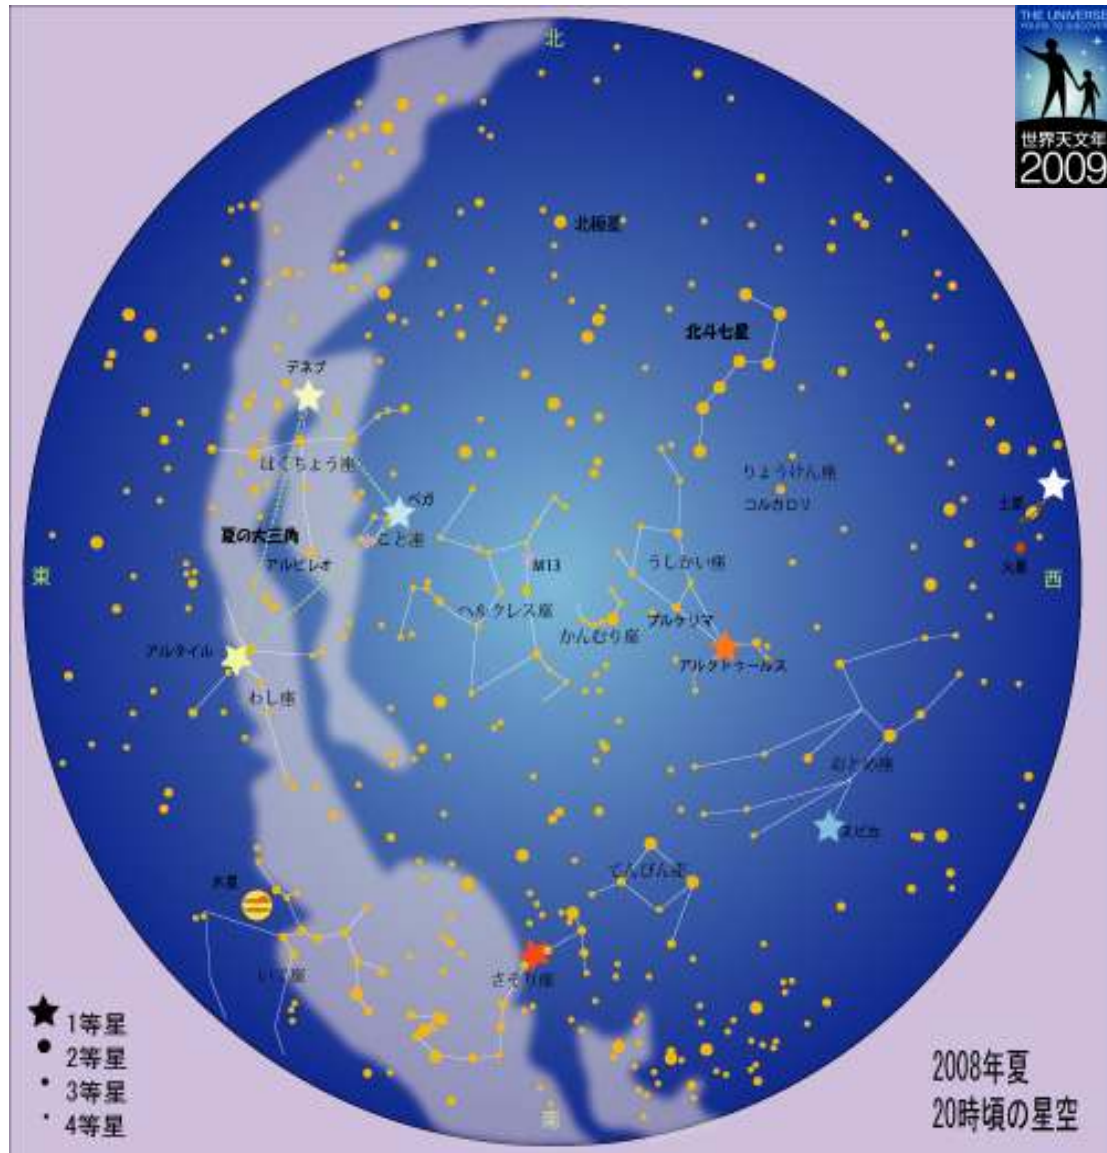 北
THE UNIVERSE
YOURS TO DISCOVER
世界天文年
2009
北極星
北斗七星
デネブ
はくちょう座
ベガ
りょうけん座
コルカロリ
土星
夏の大三角
こと座
アルビレオ
M13
うしかい座
火星
東
西
ヘルクレス座
プルケリマ
かんむり座
アルタイル
アルクトゥールス
わし座
おとめ座
スピカ
てんびん座
木星
いて座
さそり座
1等星
2等星
3等星
4等星
南
2008年夏
20時頃の星空